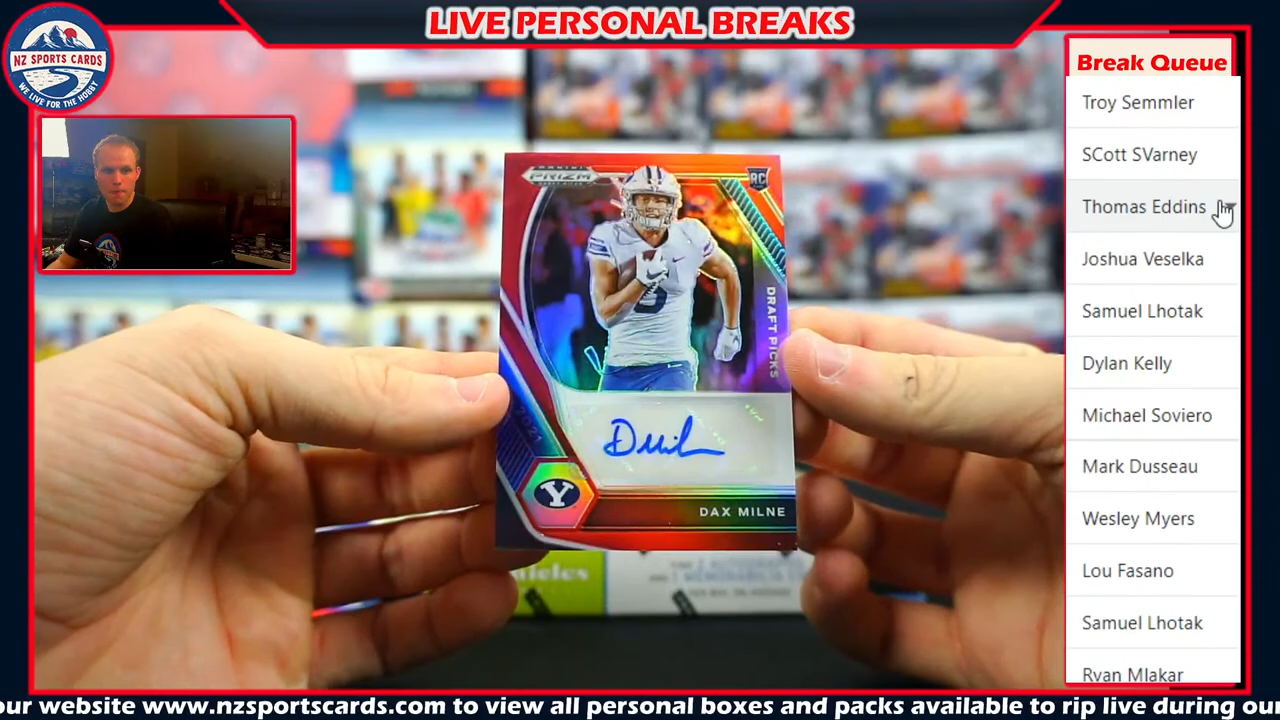 LIVE PERSONAL BREAKS
NZ SPORTS CARDS
WE LIVE FOR THE HOBBY
Break Queue
Troy Semmler
SCott SVarney
Thomas Eddins
Joshua Veselka
Samuel Lhotak
Dylan Kelly
Michael Soviero
Mark Dusseau
Wesley Myers
Lou Fasano
Samuel Lhotak
Ryan Mlakar
PRIZM
RC
DRAFT PICKS
Y
DAX MILNE
our website www.nzsportscards.com to view all personal boxes and packs available to rip live during our